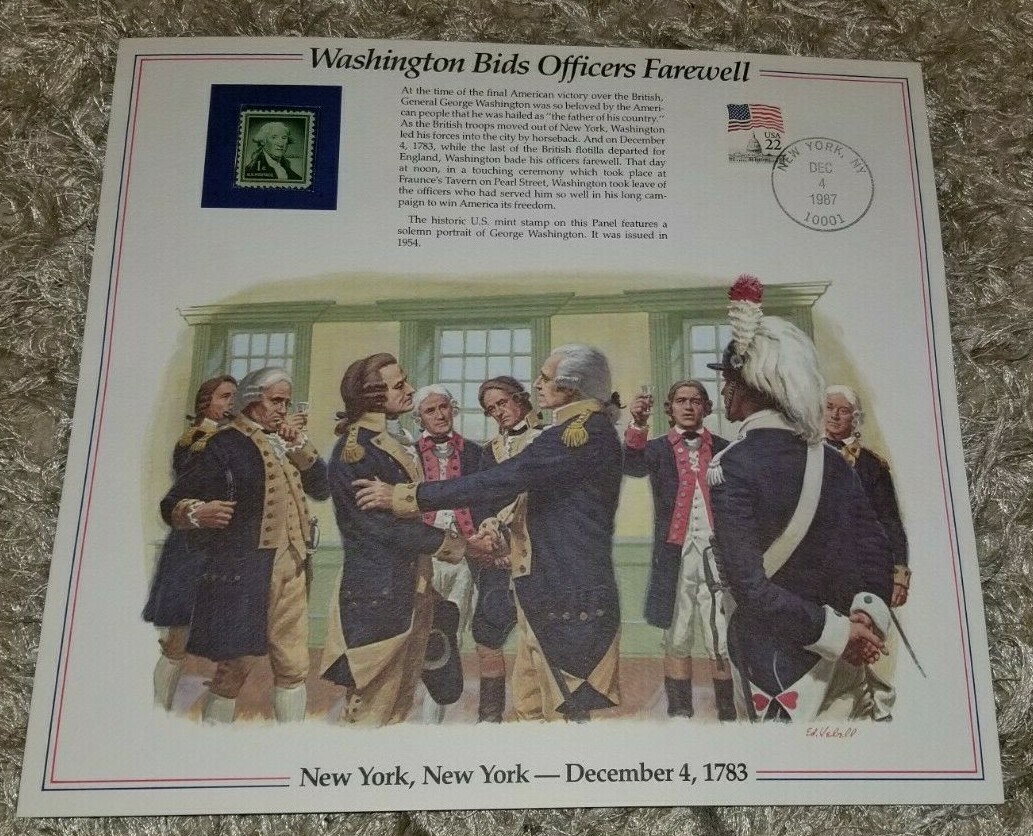 Washington Bids Officers Farewell
At the time of the final American victory over the British,
General George Washington was so beloved by the Ameri-
can people that he was hailed as "the father of his country."
As the British troops moved out of New York, Washington
led his forces into the city by horseback. And on December
4, 1783, while the last of the British flotilla departed for
England, Washington bade his officers farewell. That day
at noon, in a touching ceremony which took place at
Fraunce's Tavern on Pearl Street, Washington took leave of
the officers who had served him so well in his long cam-
paign to win America its freedom.
The historic U.S. mint stamp on this Panel features a
solemn portrait of George Washington. It was issued in
1954.
1¢
U.S. POSTAGE
USA
22
NEW YORK, NY
DEC
4
1987
10001
New York, New York — December 4, 1783